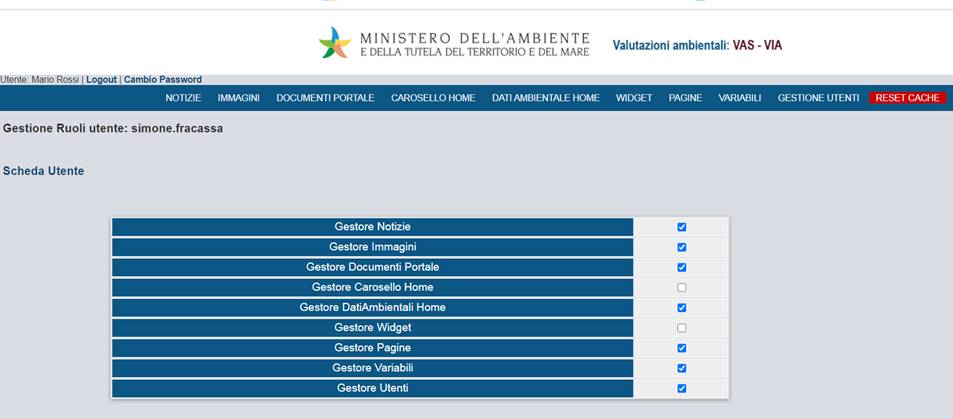 MINISTERO DELL'AMBIENTE
E DELLA TUTELA DEL TERRITORIO E DEL MARE
Valutazioni ambientali: VAS - VIA
Utente: Mario Rossi | Logout | Cambio Password
NOTIZIE IMMAGINI DOCUMENTI PORTALE CAROSELLO HOME DATI AMBIENTALE HOME WIDGET PAGINE VARIABILI GESTIONE UTENTI RESET CACHE
Gestione Ruoli utente: simone.fracassa
Scheda Utente
Gestore Notizie
Gestore Immagini
Gestore Documenti Portale
Gestore Carosello Home
Gestore DatiAmbientali Home
Gestore Widget
Gestore Pagine
Gestore Variabili
Gestore Utenti